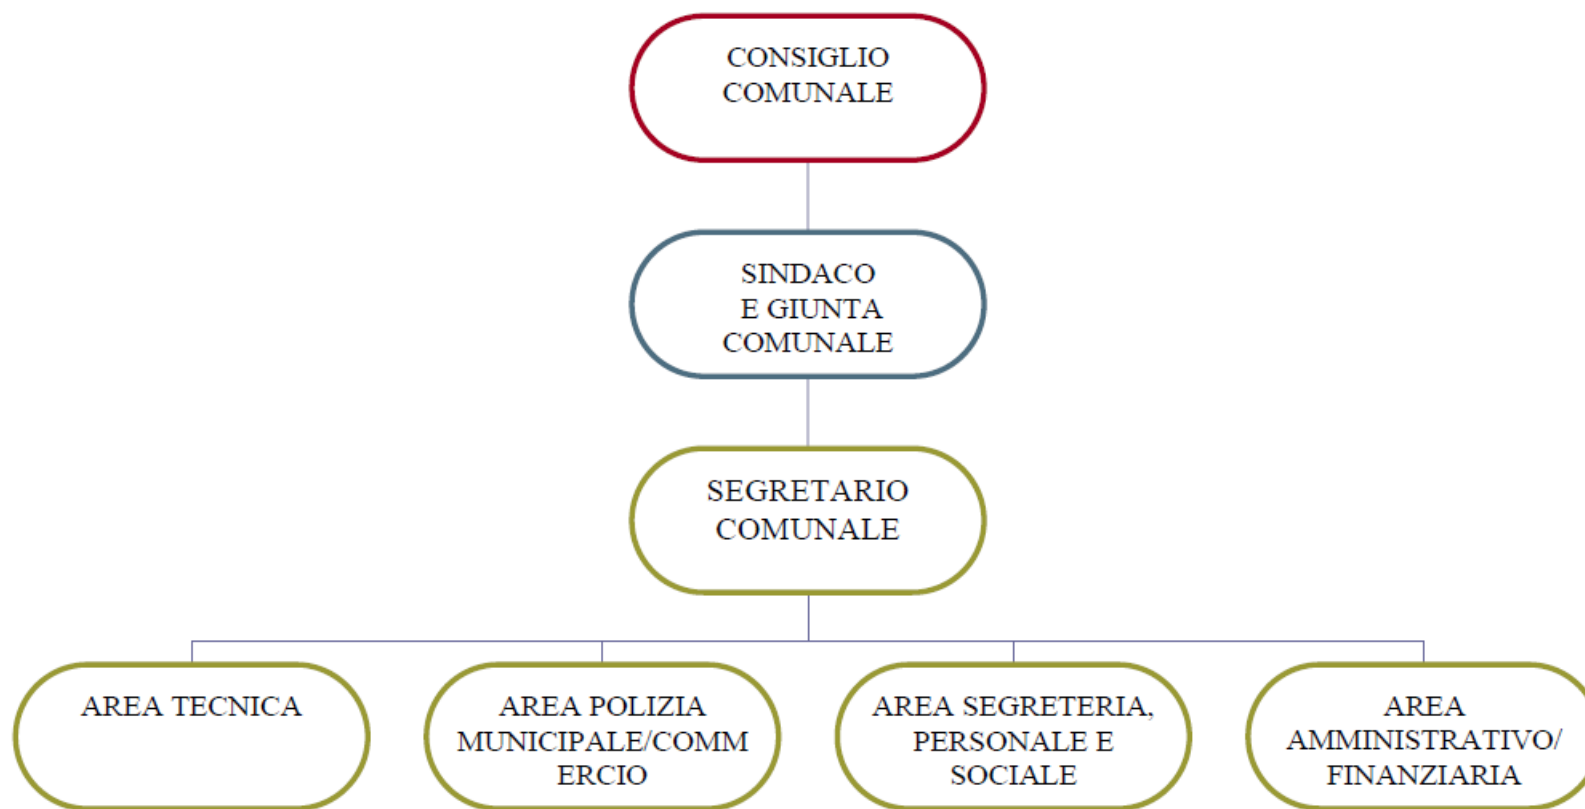 CONSIGLIO
COMUNALE
SINDACO
E GIUNTA
COMUNALE
SEGRETARIO
COMUNALE
AREA TECNICA
AREA POLIZIA
MUNICIPALE/COMM
ERCIO
AREA SEGRETERIA,
PERSONALE E
SOCIALE
AREA
AMMINISTRATIVO/
FINANZIARIA